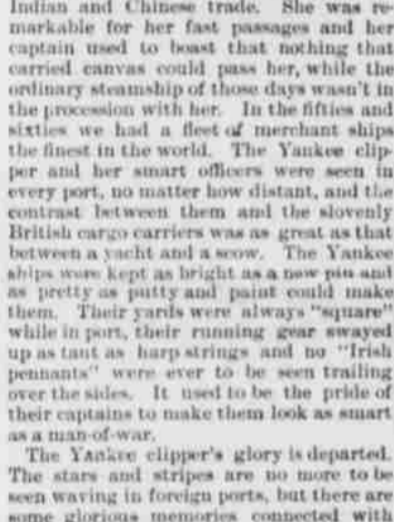 Indian and Chinese trade. She was re-
markable for her fast passages and her
captain used to boast that nothing that
carried canvas could pass her, while the
ordinary steamship of those days wasn't in
the procession with her. In the fifties and
sixties we had a fleet of merchant ships
the finest in the world. The Yankee clip-
per and her smart officers were seen in
every port, no matter how distant, and the
contrast between them and the slovenly
British cargo carriers was as great as that
between a yacht and a scow. The Yankee
ships were kept as bright as a new pin and
as pretty as putty and paint could make
them. Their yards were always "square"
while in port, their running gear swayed
up as taut as harp strings and no "Irish
pennants" were ever to be seen trailing
over the sides. It used to be the pride of
their captains to make them look as smart
as a man-of-war.
The Yankee clipper's glory is departed.
The stars and stripes are no more to be
seen waving in foreign ports, but there are
some glorious memories connected with